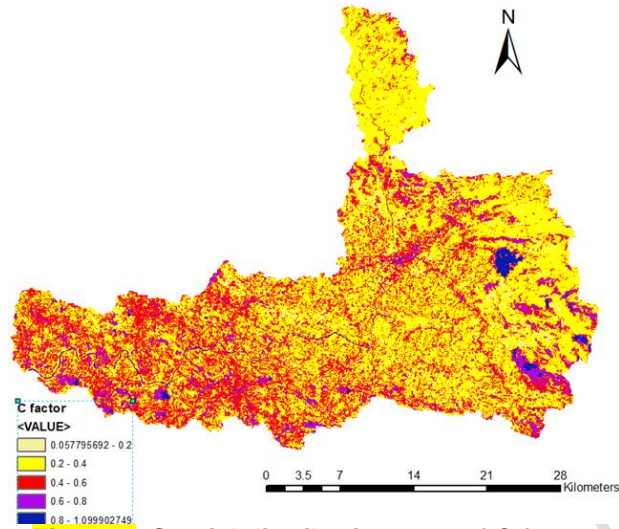 N
C factor
<VALUE>
0.057795692 - 0.2
0.2 - 0.4
0.4 - 0.6
0.6 - 0.8
0.8 - 1.099902749
0 3.5 7 14 21 28
Kilometers